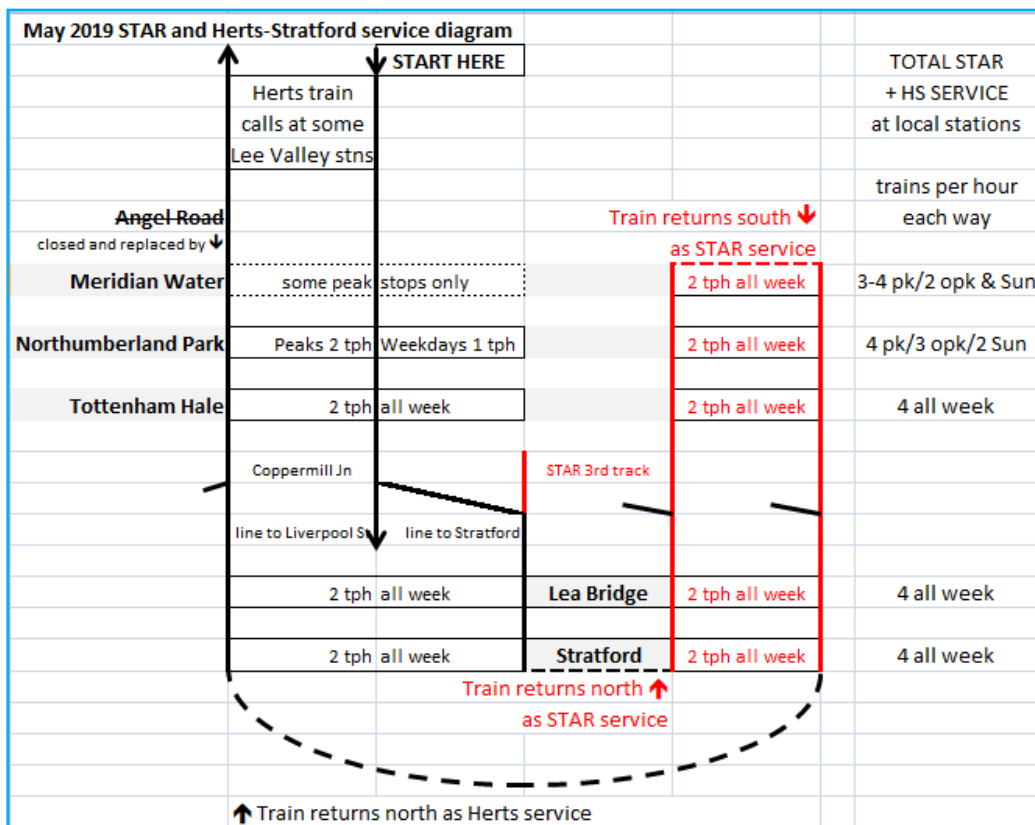 May 2019 STAR and Herts-Stratford service diagram
START HERE
TOTAL STAR
Herts train
+ HS SERVICE
calls at some
at local stations
Lee Valley stns
trains per hour
Angel Road
Train returns south ↓
each way
closed and replaced by ↓
as STAR service
Meridian Water
some peak stops only
2 tph all week
3-4 pk/2 opk & Sun
Northumberland Park
Peaks 2 tph Weekdays 1 tph
2 tph all week
4 pk/3 opk/2 Sun
Tottenham Hale
2 tph all week
2 tph all week
4 all week
Coppermill Jn
STAR 3rd track
line to Liverpool St
line to Stratford
2 tph all week
Lea Bridge
2 tph all week
4 all week
2 tph all week
Stratford
2 tph all week
4 all week
Train returns north ↑
as STAR service
↑ Train returns north as Herts service